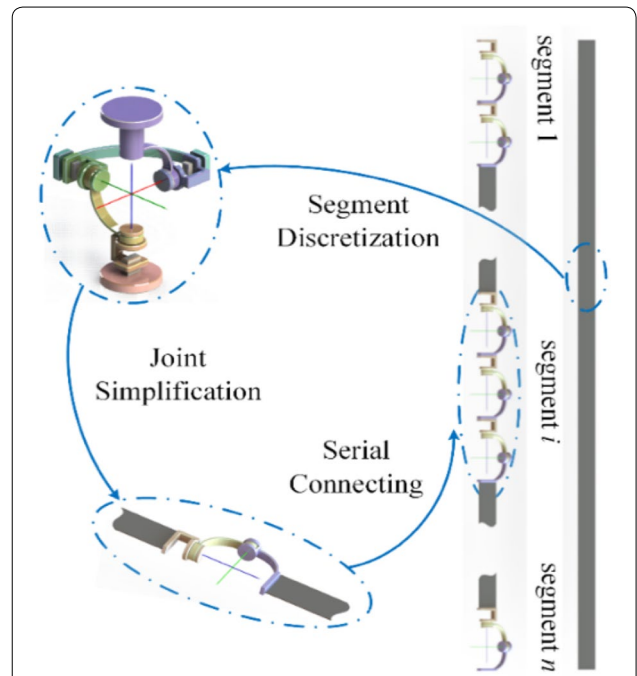 segment 1
Segment
Discretization
segment i
Joint
Simplification
Serial
Connecting
segment n